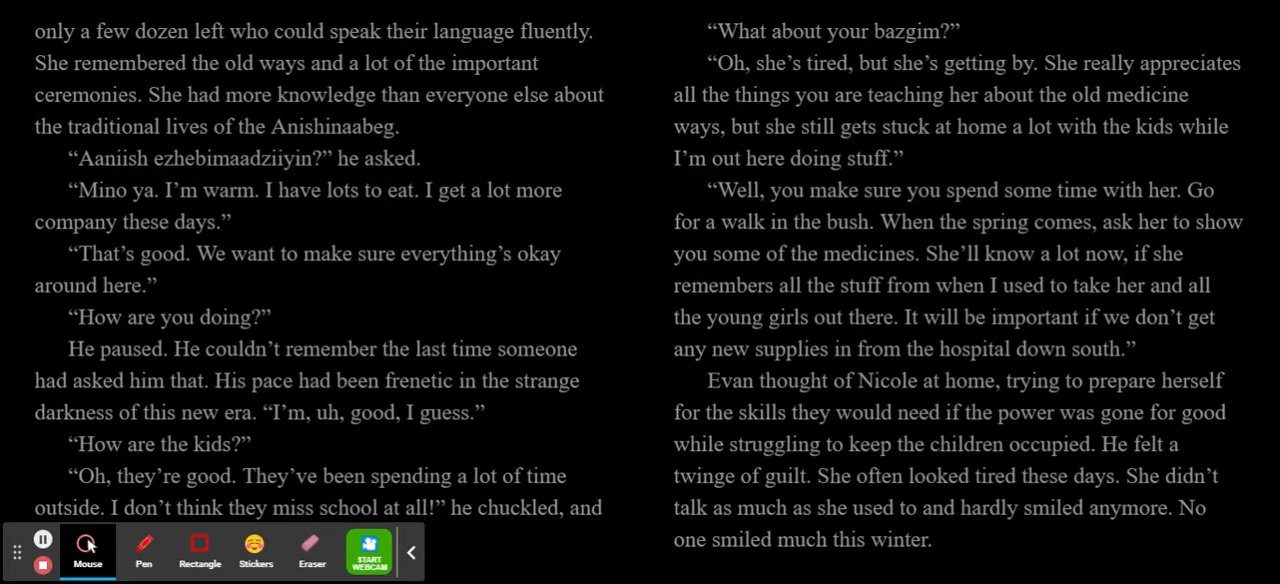 only a few dozen left who could speak their language fluently.
She remembered the old ways and a lot of the important
ceremonies. She had more knowledge than everyone else about
the traditional lives of the Anishinaabeg.
“Aaniish ezhebimaadziiyin?” he asked.
“Mino ya. I’m warm. I have lots to eat. I get a lot more
company these days.”
“That’s good. We want to make sure everything’s okay
around here.”
“How are you doing?”
He paused. He couldn’t remember the last time someone
had asked him that. His pace had been frenetic in the strange
darkness of this new era. “I’m, uh, good, I guess.”
“How are the kids?”
“Oh, they’re good. They’ve been spending a lot of time
outside. I don’t think they miss school at all!” he chuckled, and
“What about your bazgim?”
“Oh, she’s tired, but she’s getting by. She really appreciates
all the things you are teaching her about the old medicine
ways, but she still gets stuck at home a lot with the kids while
I’m out here doing stuff.”
“Well, you make sure you spend some time with her. Go
for a walk in the bush. When the spring comes, ask her to show
you some of the medicines. She’ll know a lot now, if she
remembers all the stuff from when I used to take her and all
the young girls out there. It will be important if we don’t get
any new supplies in from the hospital down south.”
Evan thought of Nicole at home, trying to prepare herself
for the skills they would need if the power was gone for good
while struggling to keep the children occupied. He felt a
twinge of guilt. She often looked tired these days. She didn’t
talk as much as she used to and hardly smiled anymore. No
one smiled much this winter.
Mouse
Pen
Rectangle
Stickers
Eraser
START
WEBCAM